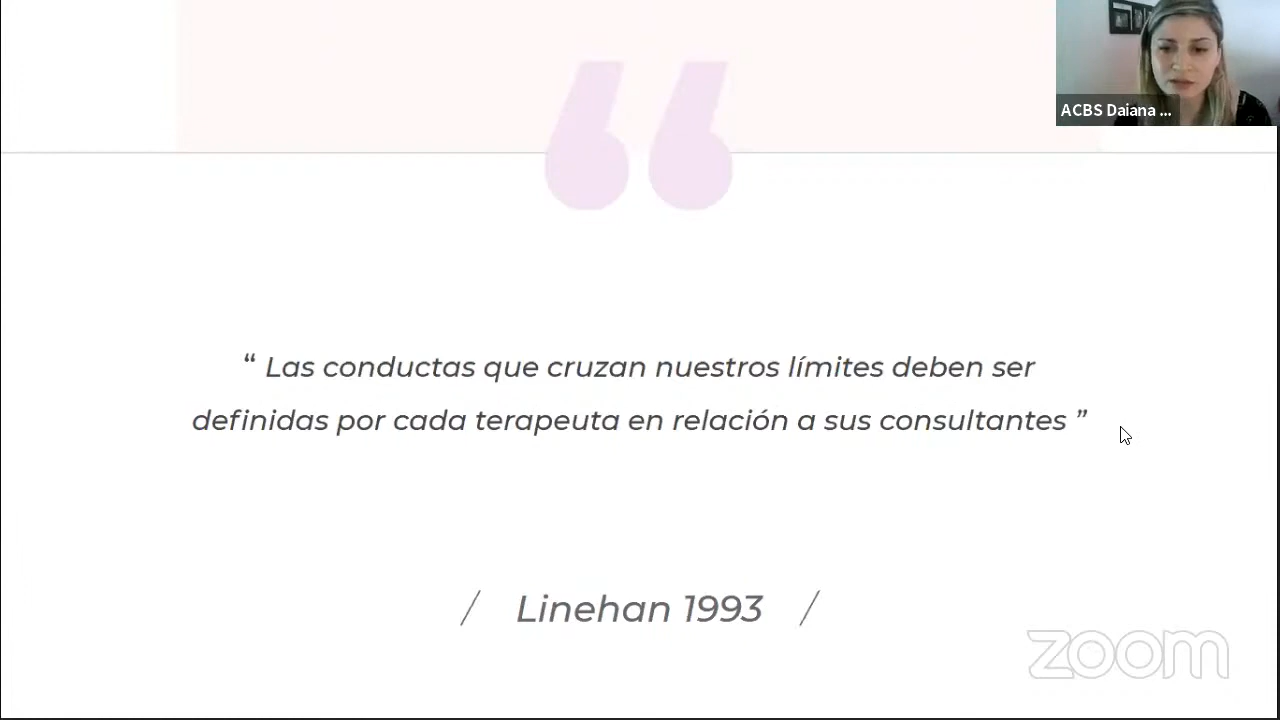 ACBS Daiana ...
“ Las conductas que cruzan nuestros límites deben ser
definidas por cada terapeuta en relación a sus consultantes ”
/ Linehan 1993 /
zoom